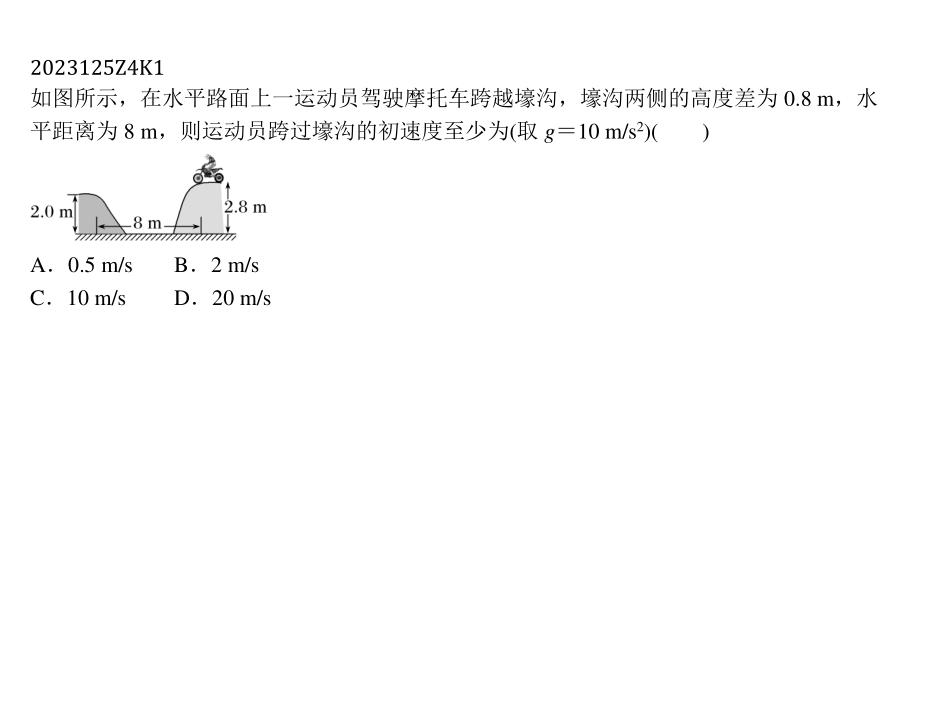 2023125Z4K1
如图所示，在水平路面上一运动员驾驶摩托车跨越壕沟，壕沟两侧的高度差为 0.8 m，水
平距离为 8 m，则运动员跨过壕沟的初速度至少为(取 g＝10 m/s²)(　　)
2.0 m
8 m
2.8 m
A．0.5 m/s　　B．2 m/s
C．10 m/s　　D．20 m/s